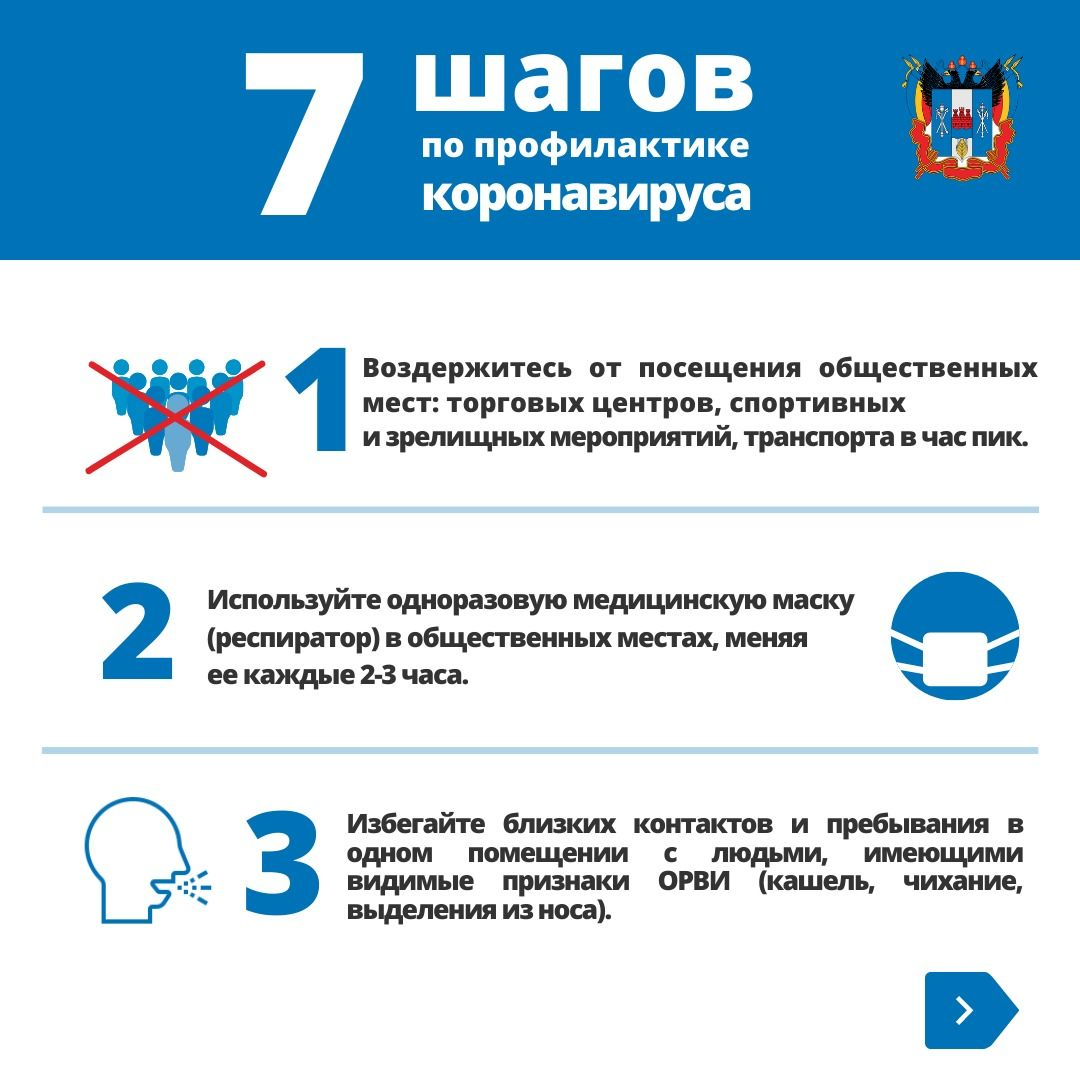 7 шагов
по профилактике
коронавируса
1 Воздержитесь от посещения общественных
мест: торговых центров, спортивных
и зрелищных мероприятий, транспорта в час пик.
2 Используйте одноразовую медицинскую маску
(респиратор) в общественных местах, меняя
ее каждые 2-3 часа.
3 Избегайте близких контактов и пребывания в
одном помещении с людьми, имеющими
видимые признаки ОРВИ (кашель, чихание,
выделения из носа).